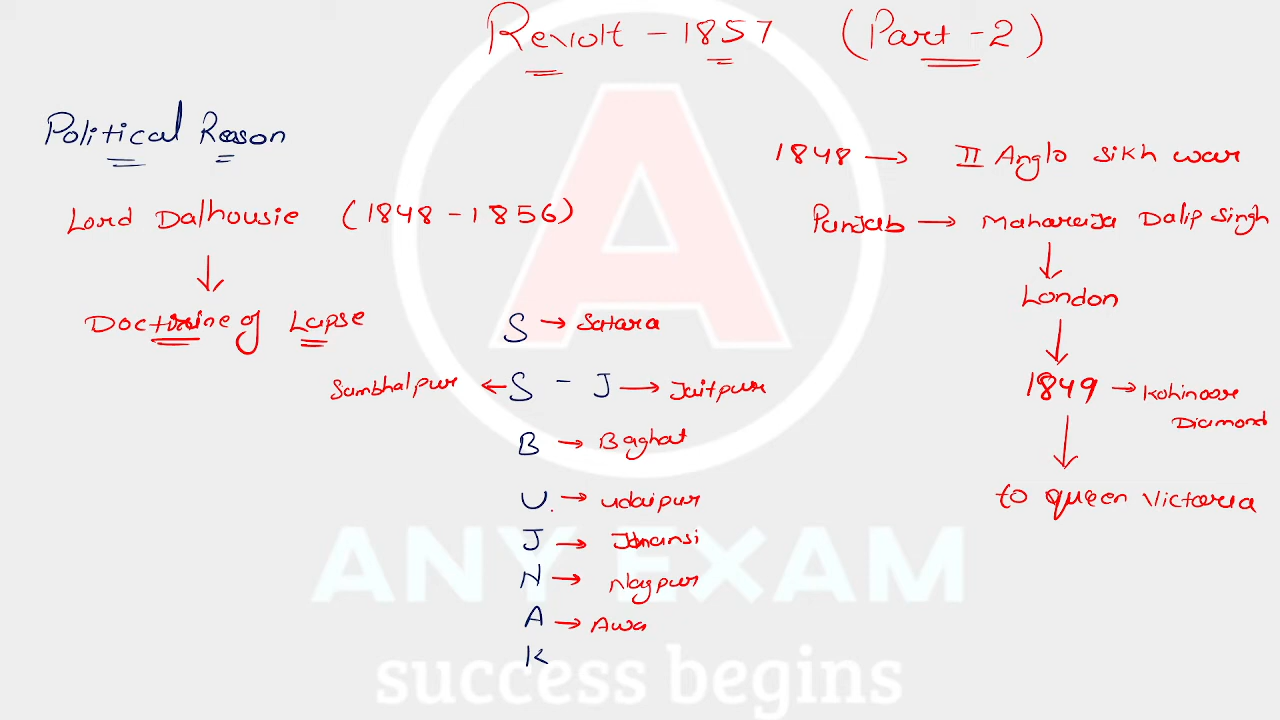 Revolt - 1857 (Part - 2)
Political Reason
Lord Dalhousie (1848 - 1856)
Doctrine of Lapse
S → Satara
Sambhalpur ← S - J → Jaitpur
B → Baghat
U → udaipur
J → Jhansi
N → Nagpur
A → Awa
K
1848 → II Anglo Sikh war
Punjab → Maharaja Dalip Singh
London
1849 → Kohinoor
Diamond
to queen Victoria
A
ANY EXAM
success begins